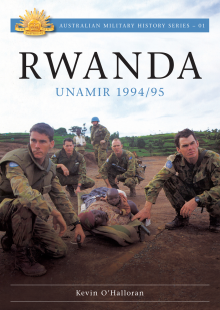 AUSTRALIAN MILITARY HISTORY SERIES – 01
RWANDA
UNAMIR 1994/95
Kevin O'Halloran